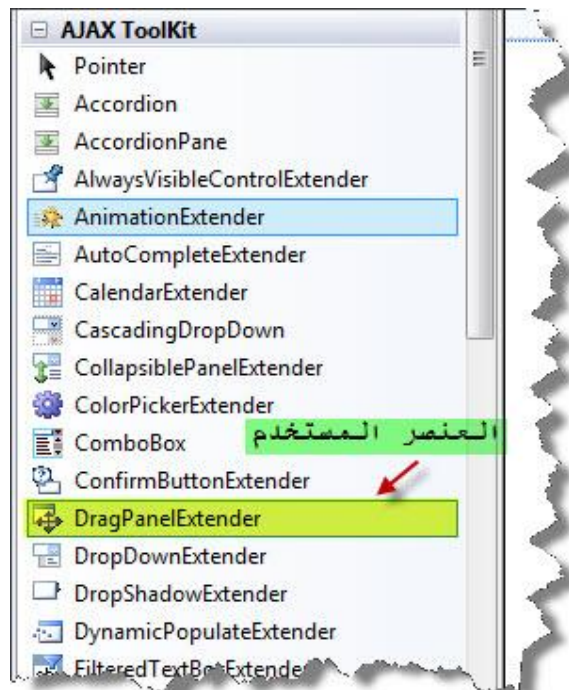 AJAX ToolKit
Pointer
Accordion
AccordionPane
AlwaysVisibleControlExtender
AnimationExtender
AutoCompleteExtender
CalendarExtender
CascadingDropDown
CollapsiblePanelExtender
ColorPickerExtender
ComboBox
العنصر المستخدم
ConfirmButtonExtender
DragPanelExtender
DropDownExtender
DropShadowExtender
DynamicPopulateExtender